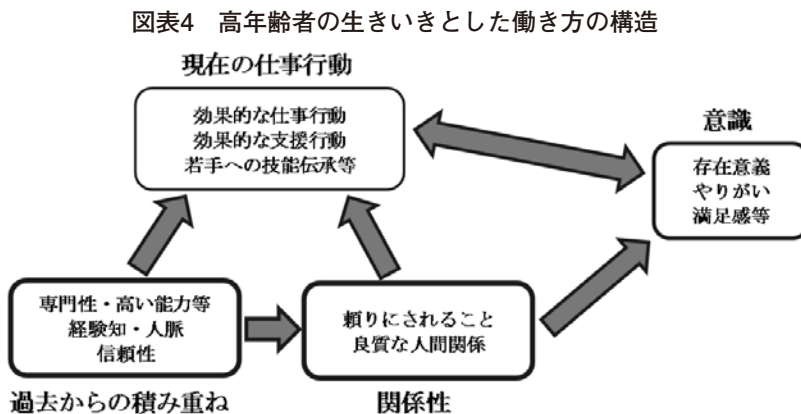 図表4　高年齢者の生きいきとした働き方の構造
現在の仕事行動
効果的な仕事行動
効果的な支援行動
若手への技能伝承等
意識
存在意義
やりがい
満足感等
専門性・高い能力等
経験知・人脈
信頼性
過去からの積み重ね
頼りにされること
良質な人間関係
関係性